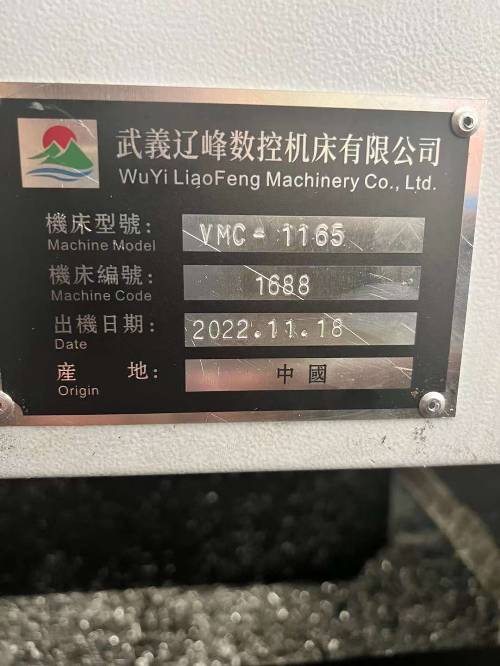 武義辽峰数控机床有限公司
WuYi LiaoFeng Machinery Co., Ltd.
機床型號: VMC-1165
Machine Model
機床編號: 1688
Machine Code
出機日期: 2022.11.18
Date
産 地: 中國
Origin